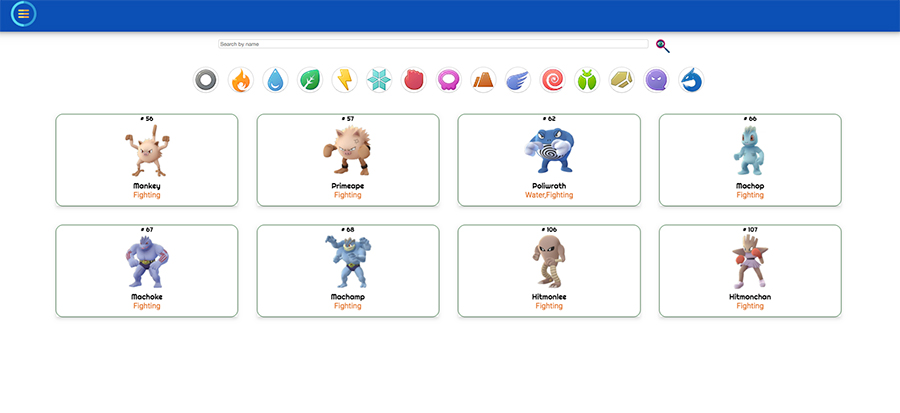 Search by name
# 56
Mankey
Fighting
# 57
Primeape
Fighting
# 62
Poliwrath
Water,Fighting
# 66
Machop
Fighting
# 67
Machoke
Fighting
# 68
Machamp
Fighting
# 106
Hitmonlee
Fighting
# 107
Hitmonchan
Fighting